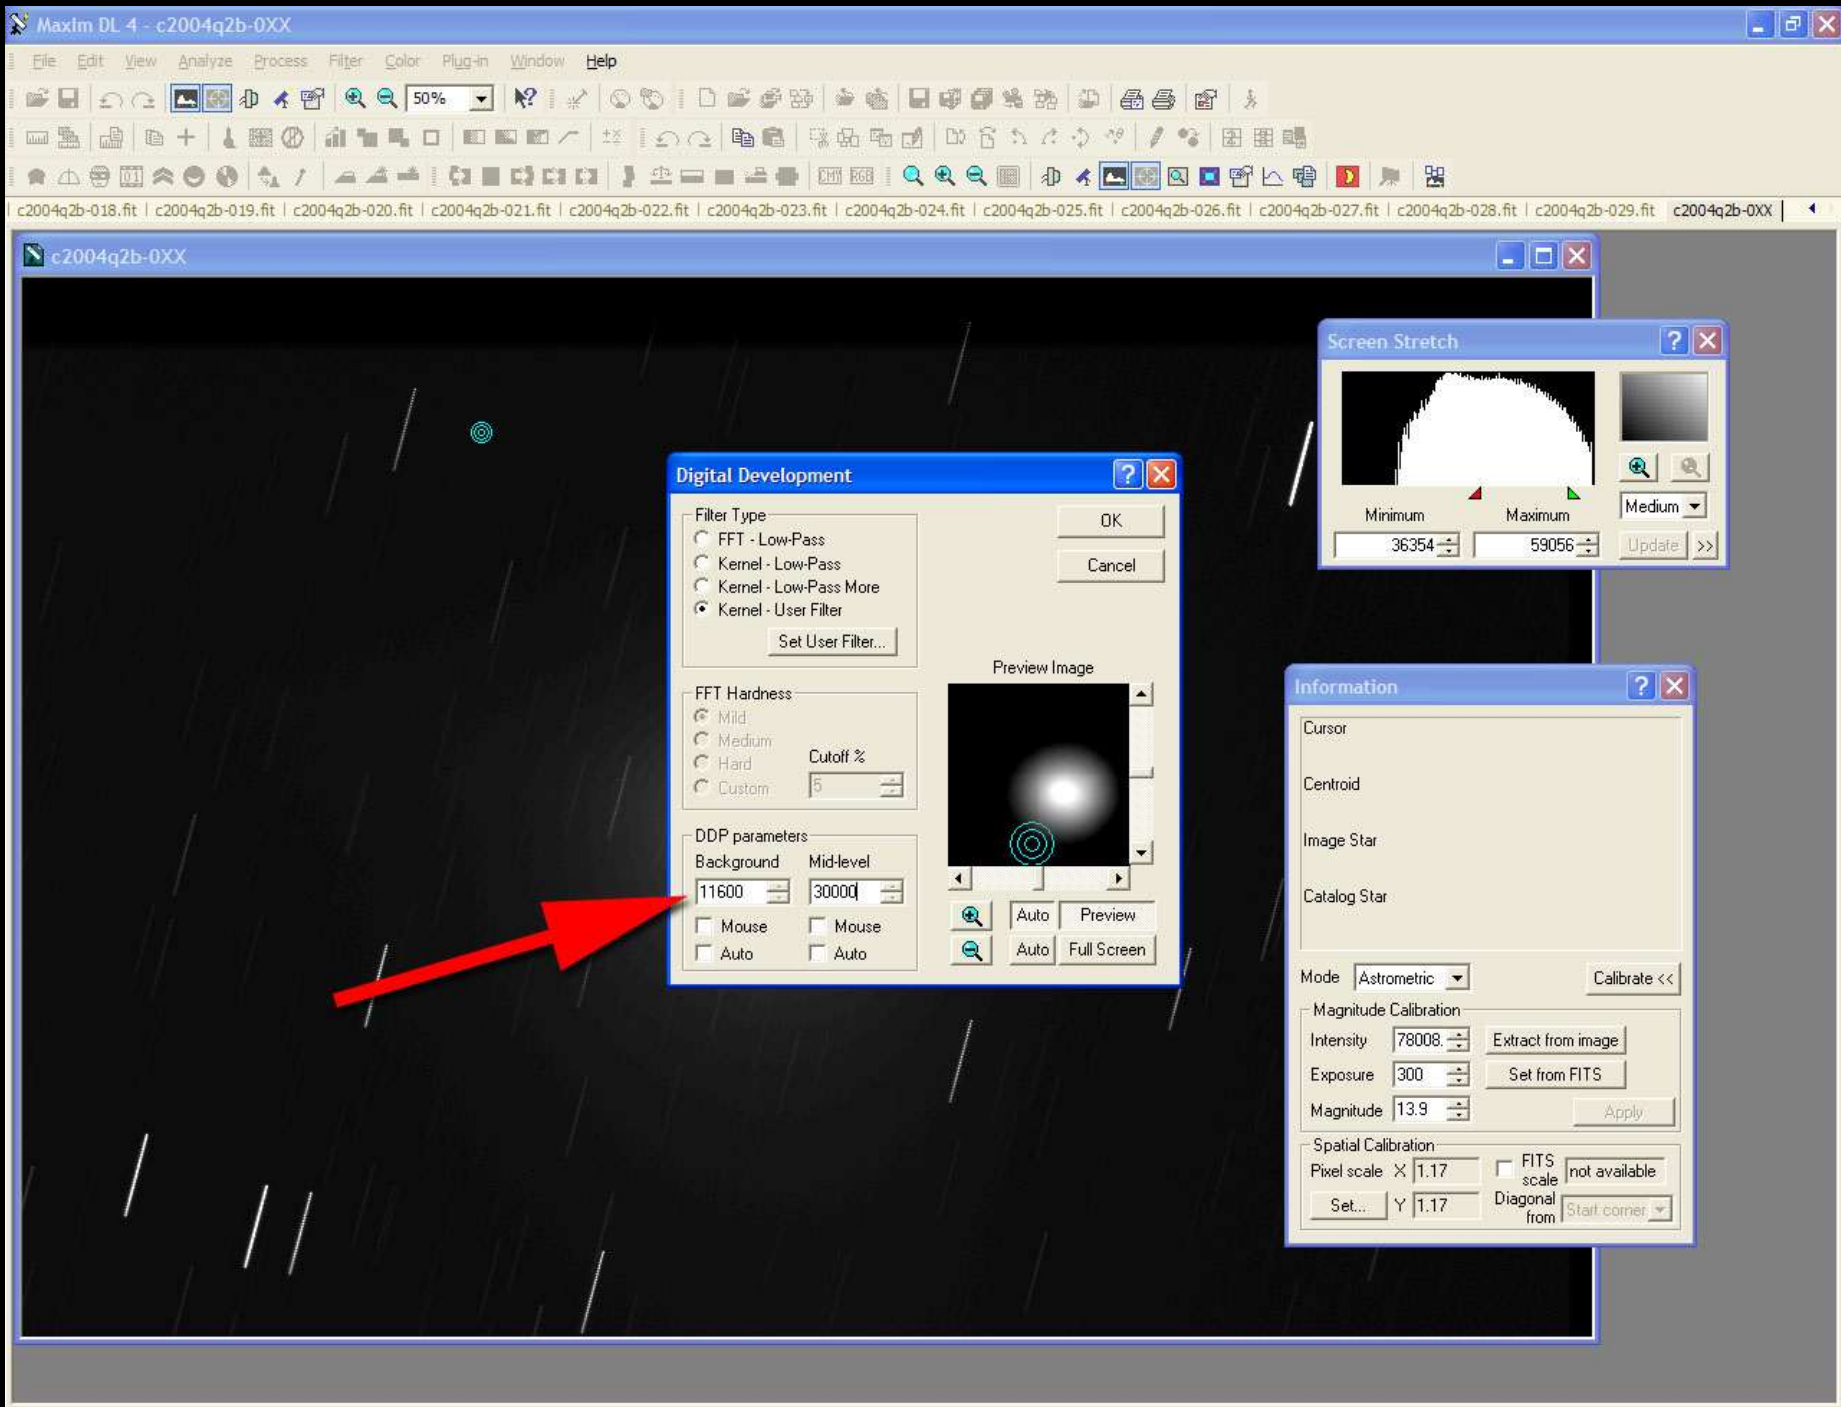 Maxim DL 4 - c2004q2b-0XX
File Edit View Analyze Process Filter Color Plug-in Window Help
50%
CMY RGB
c2004q2b-018.fit c2004q2b-019.fit c2004q2b-020.fit c2004q2b-021.fit c2004q2b-022.fit c2004q2b-023.fit c2004q2b-024.fit c2004q2b-025.fit c2004q2b-026.fit c2004q2b-027.fit c2004q2b-028.fit c2004q2b-029.fit c2004q2b-0XX
c2004q2b-0XX
Screen Stretch
Minimum Maximum
Medium
36354 59056 Update >>
Digital Development
Filter Type
FFT - Low-Pass
Kernel - Low-Pass
Kernel - Low-Pass More
Kernel - User Filter
Set User Filter...
OK
Cancel
FFT Hardness
Mild
Medium
Hard
Custom
Cutoff %
5
DDP parameters
Background Mid-level
11600 30000
Mouse Mouse
Auto Auto
Preview Image
Auto Preview
Auto Full Screen
Information
Cursor
Centroid
Image Star
Catalog Star
Mode Astrometric Calibrate <<
Magnitude Calibration
Intensity 78008. Extract from image
Exposure 300 Set from FITS
Magnitude 13.9 Apply
Spatial Calibration
Pixel scale X 1.17 FITS scale not available
Set... Y 1.17 Diagonal from Start corner